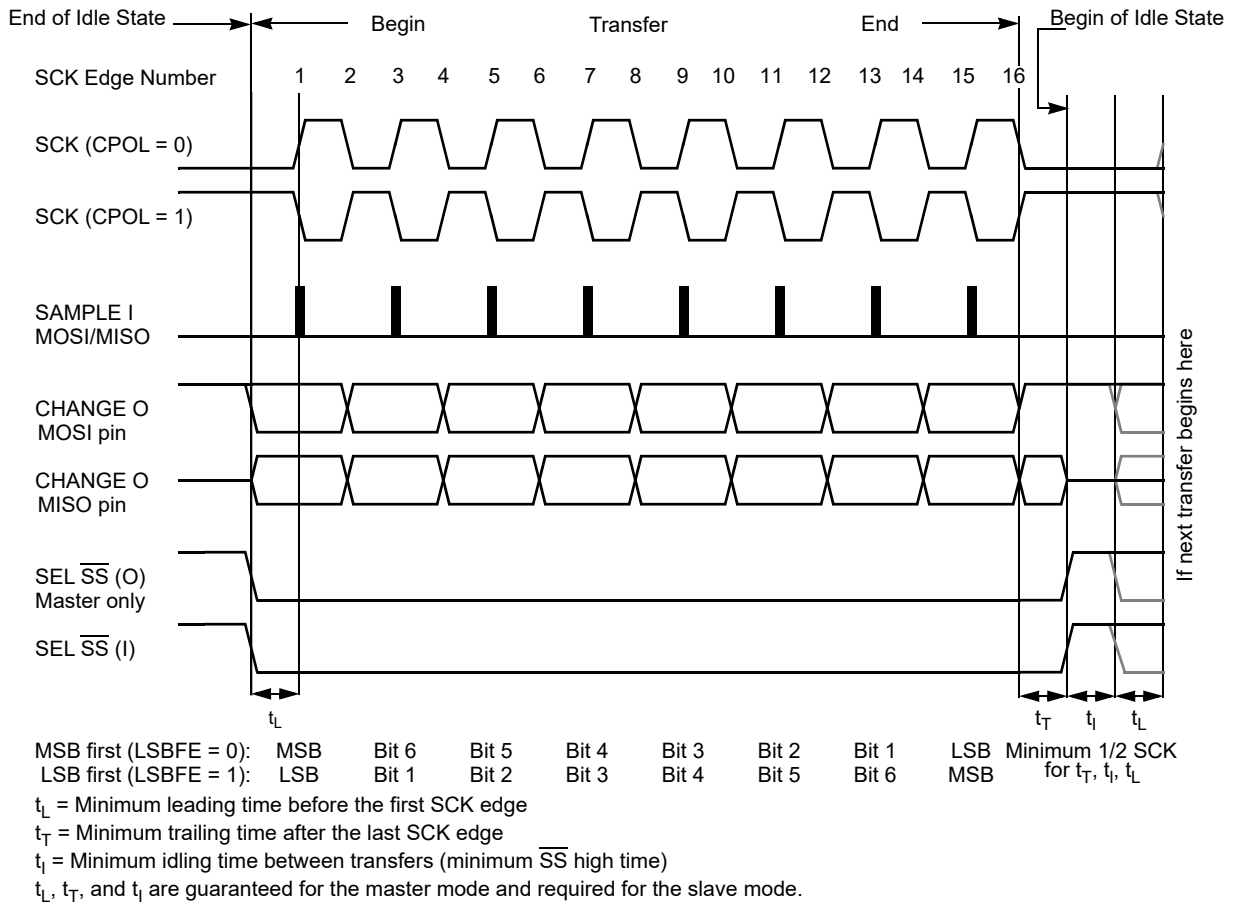 End of Idle State Begin Transfer End Begin of Idle State
SCK Edge Number 1 2 3 4 5 6 7 8 9 10 11 12 13 14 15 16
SCK (CPOL = 0)
SCK (CPOL = 1)
SAMPLE I
MOSI/MISO
CHANGE O
MOSI pin
CHANGE O
MISO pin
SEL S̅S̅ (O)
Master only
SEL S̅S̅ (I)
If next transfer begins here
tL tT tI tL
MSB first (LSBFE = 0): MSB Bit 6 Bit 5 Bit 4 Bit 3 Bit 2 Bit 1 LSB Minimum 1/2 SCK
LSB first (LSBFE = 1): LSB Bit 1 Bit 2 Bit 3 Bit 4 Bit 5 Bit 6 MSB for tT, tI, tL
tL = Minimum leading time before the first SCK edge
tT = Minimum trailing time after the last SCK edge
tI = Minimum idling time between transfers (minimum S̅S̅ high time)
tL, tT, and tI are guaranteed for the master mode and required for the slave mode.